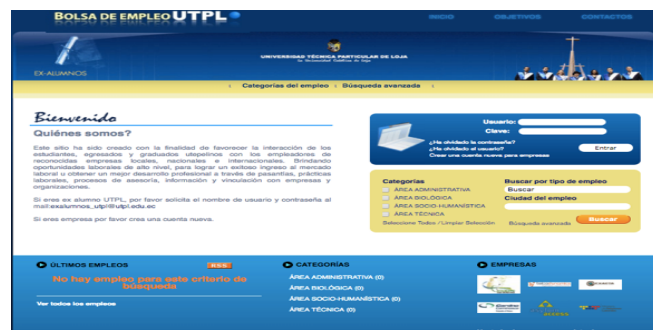 BOLSA DE EMPLEO UTPL
INICIO OBJETIVOS CONTACTOS
UNIVERSIDAD TÉCNICA PARTICULAR DE LOJA
La Universidad Católica de Loja
EX-ALUMNOS
Categorías del empleo
Búsqueda avanzada
Bienvenido
Quiénes somos?
Este sitio ha sido creado con la finalidad de favorecer la interacción de los
estudiantes, egresados y graduados utepelinos con los empleadores de
reconocidas empresas locales, nacionales e internacionales. Brindando
oportunidades laborales de alto nivel, para lograr un exitoso ingreso al mercado
laboral u obtener un mejor desarrollo profesional a través de pasantías, prácticas
laborales, procesos de asesoría, información y vinculación con empresas y
organizaciones.
Si eres ex alumno UTPL, por favor solicita el nombre de usuario y contraseña al
mail:exalumnos_utpl@utpl.edu.ec
Si eres empresa por favor crea una cuenta nueva.
Usuario:
Clave:
¿Ha olvidado la contraseña?
¿Ha olvidado el usuario?
Crear una cuenta nueva para empresas
Entrar
Categorías
ÁREA ADMINISTRATIVA
ÁREA BIOLÓGICA
ÁREA SOCIO-HUMANÍSTICA
ÁREA TÉCNICA
Seleccione Todos / Limpiar Selección
Buscar por tipo de empleo
Buscar
Ciudad del empleo
Búsqueda avanzada
Buscar
ÚLTIMOS EMPLEOS
RSS
No hay empleo para este criterio de
búsqueda
Ver todos los empleos
CATEGORÍAS
ÁREA ADMINISTRATIVA (0)
ÁREA BIOLÓGICA (0)
ÁREA SOCIO-HUMANÍSTICA (0)
ÁREA TÉCNICA (0)
EMPRESAS